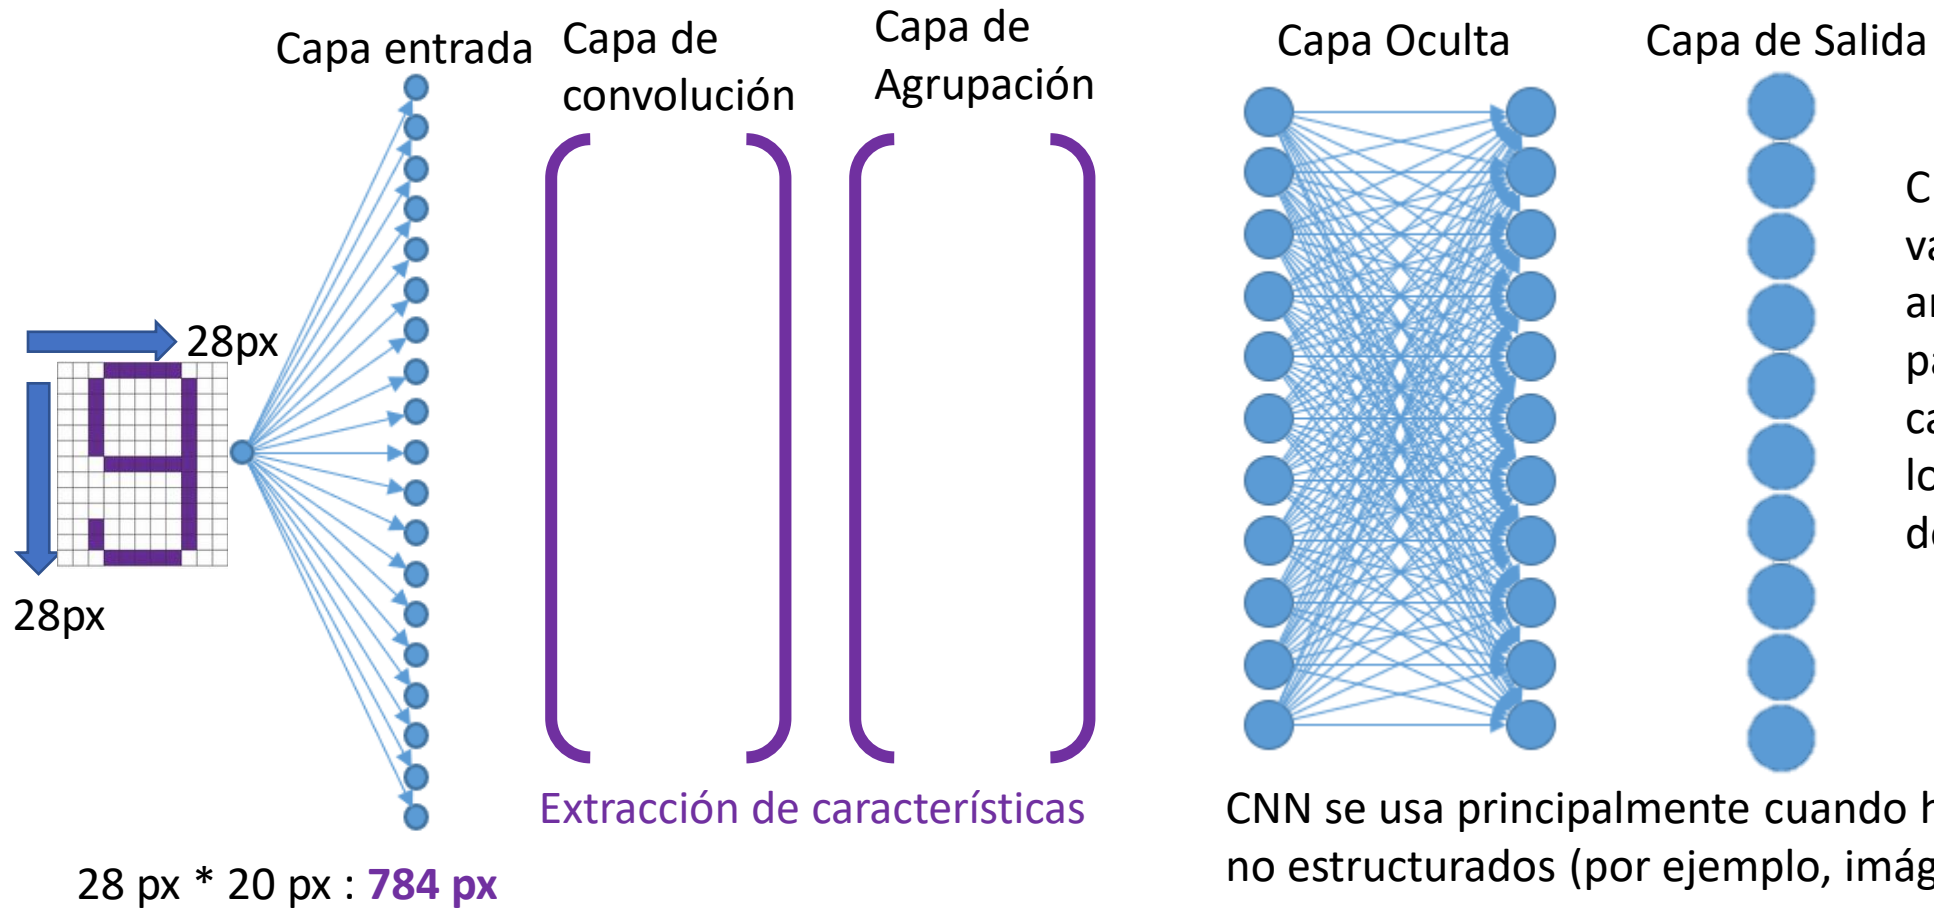 Capa entrada
Capa de
convolución
Capa de
Agrupación
Capa Oculta
Capa de Salida
28px
28px
Extracción de características
28 px * 20 px : 784 px
CNN se usa principalmente cuando
no estructurados (por ejemplo,